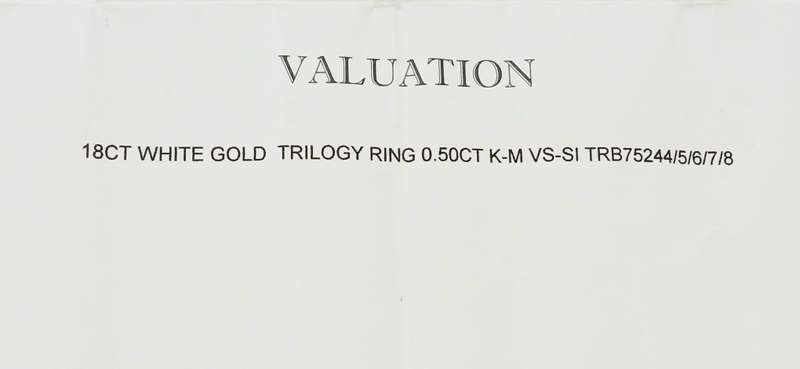 VALUATION
18CT WHITE GOLD TRILOGY RING 0.50CT K-M VS-SI TRB75244/5/6/7/8